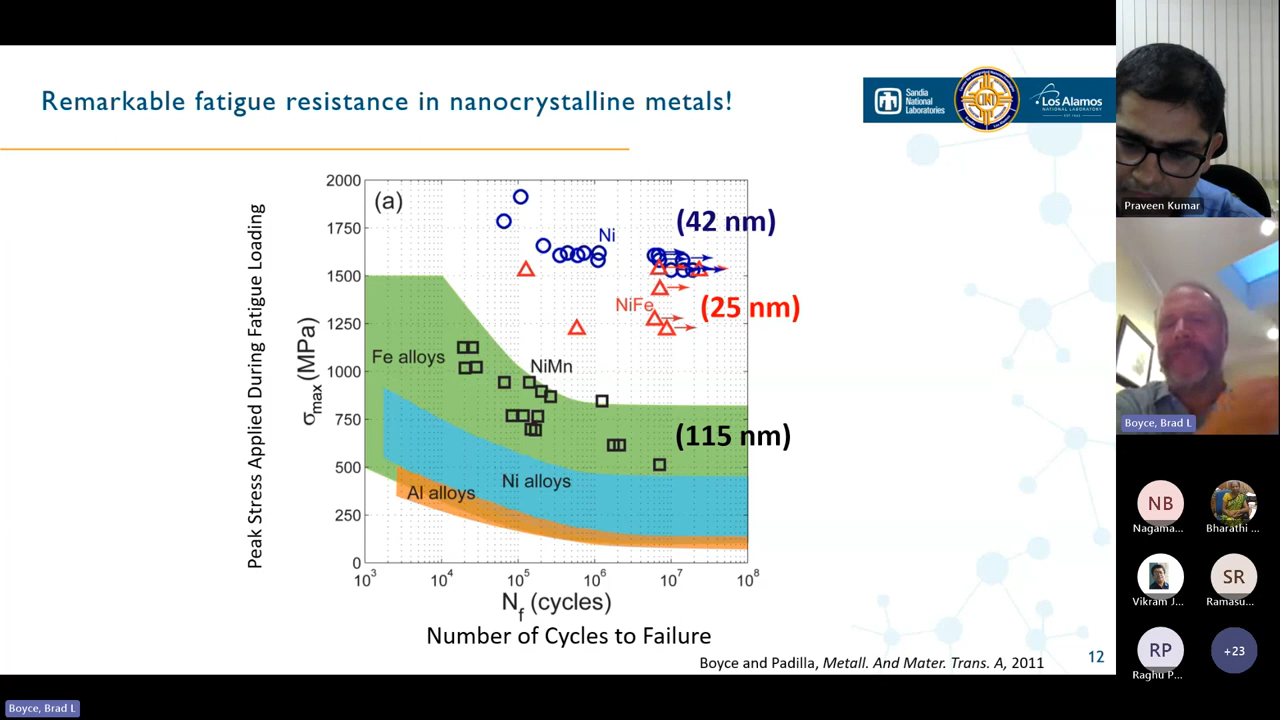 Remarkable fatigue resistance in nanocrystalline metals!
Sandia
National
Laboratories
CINT
Los Alamos
NATIONAL LABORATORY
EST. 1943
Peak Stress Applied During Fatigue Loading
σmax (MPa)
2000
1750
1500
1250
1000
750
500
250
0
(a)
Ni
(42 nm)
NiFe
(25 nm)
Fe alloys
NiMn
(115 nm)
Ni alloys
Al alloys
10³ 10⁴ 10⁵ 10⁶ 10⁷ 10⁸
Nf (cycles)
Number of Cycles to Failure
Boyce and Padilla, Metall. And Mater. Trans. A, 2011
12
Praveen Kumar
Boyce, Brad L
NB
Nagama...
Bharathi ...
Vikram J...
SR
Ramasu...
RP
Raghu P...
+23
Boyce, Brad L